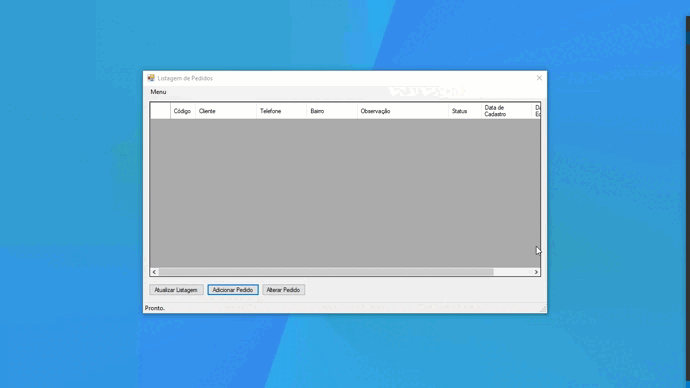 Listagem de Pedidos
Menu
Código Cliente Telefone Bairro Observação Status Data de Cadastro
Atualizar Listagem Adicionar Pedido Alterar Pedido
Pronto.